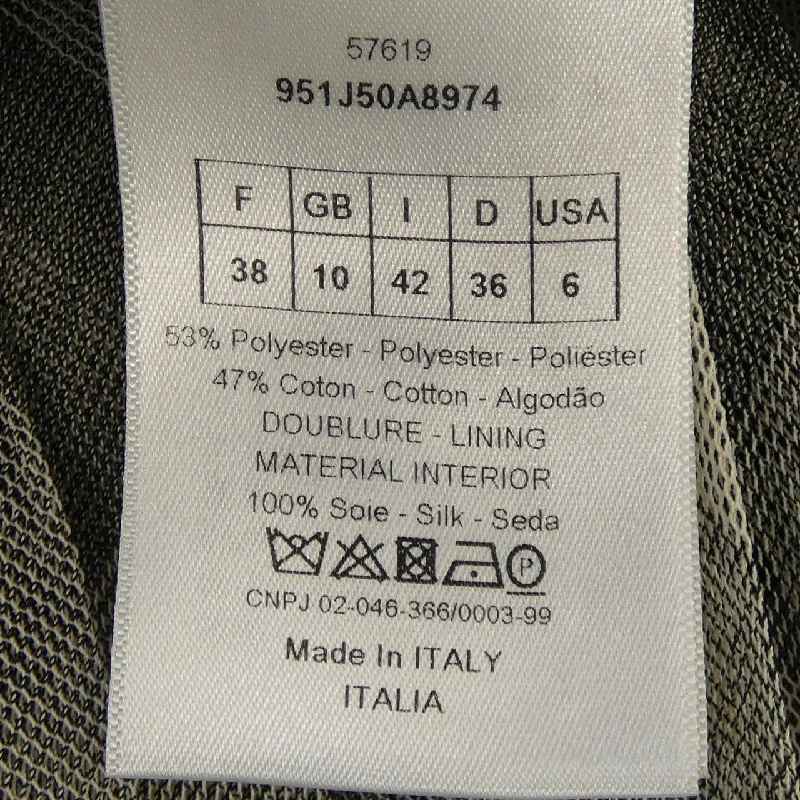 57619
951J50A8974
F GB I D USA
38 10 42 36 6
53% Polyester - Polyester - Poliéster
47% Coton - Cotton - Algodão
DOUBLURE - LINING
MATERIAL INTERIOR
100% Soie - Silk - Seda
P
CNPJ 02-046-366/0003-99
Made In ITALY
ITALIA